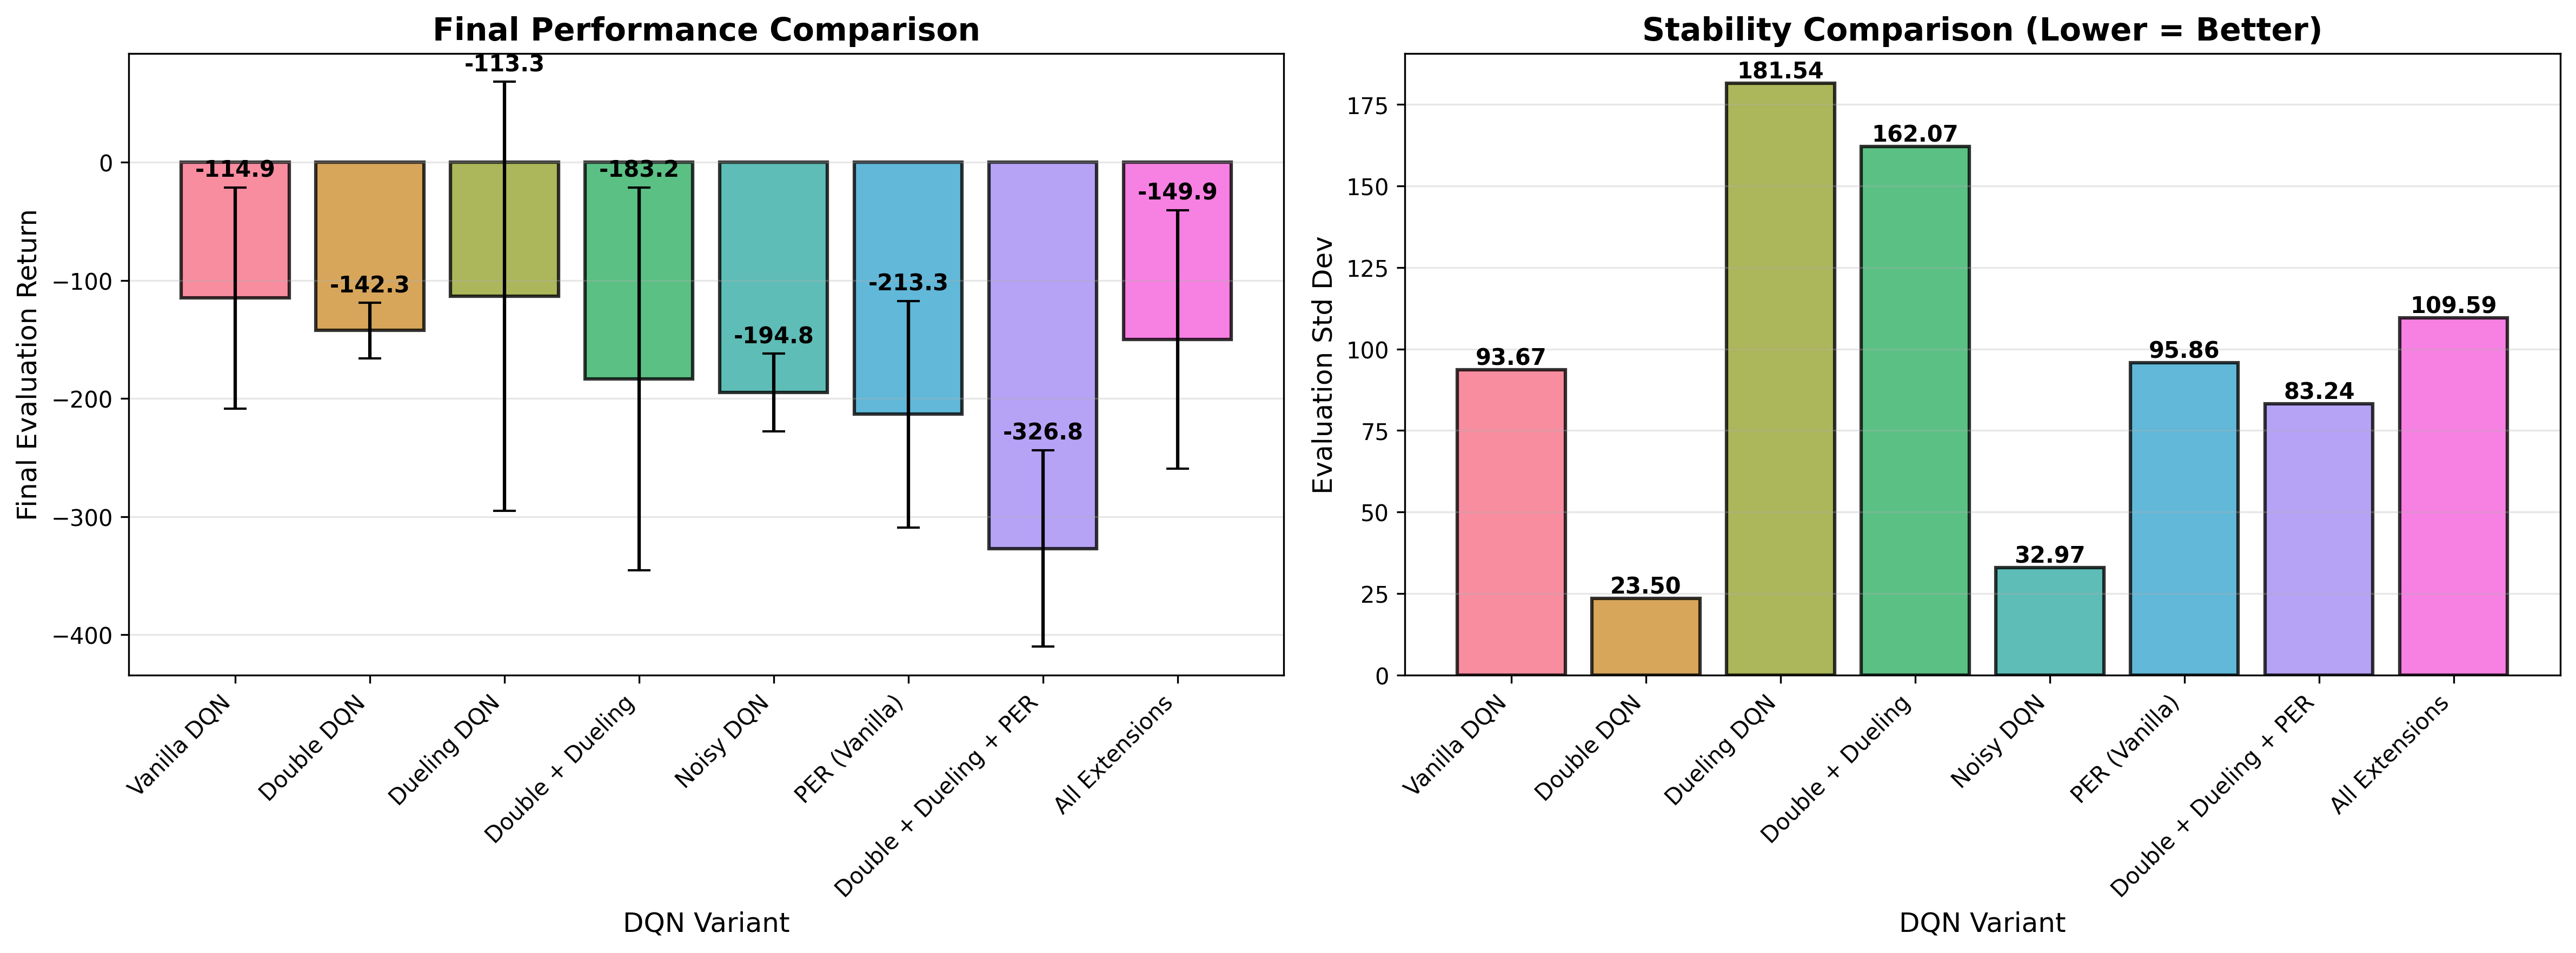 Final Performance Comparison
Final Evaluation Return
0
−100
−200
−300
−400
-114.9
-142.3
-113.3
-183.2
-194.8
-213.3
-326.8
-149.9
Vanilla DQN
Double DQN
Dueling DQN
Double + Dueling
Noisy DQN
PER (Vanilla)
Double + Dueling + PER
All Extensions
DQN Variant
Stability Comparison (Lower = Better)
Evaluation Std Dev
175
150
125
100
75
50
25
0
93.67
23.50
181.54
162.07
32.97
95.86
83.24
109.59
Vanilla DQN
Double DQN
Dueling DQN
Double + Dueling
Noisy DQN
PER (Vanilla)
Double + Dueling + PER
All Extensions
DQN Variant